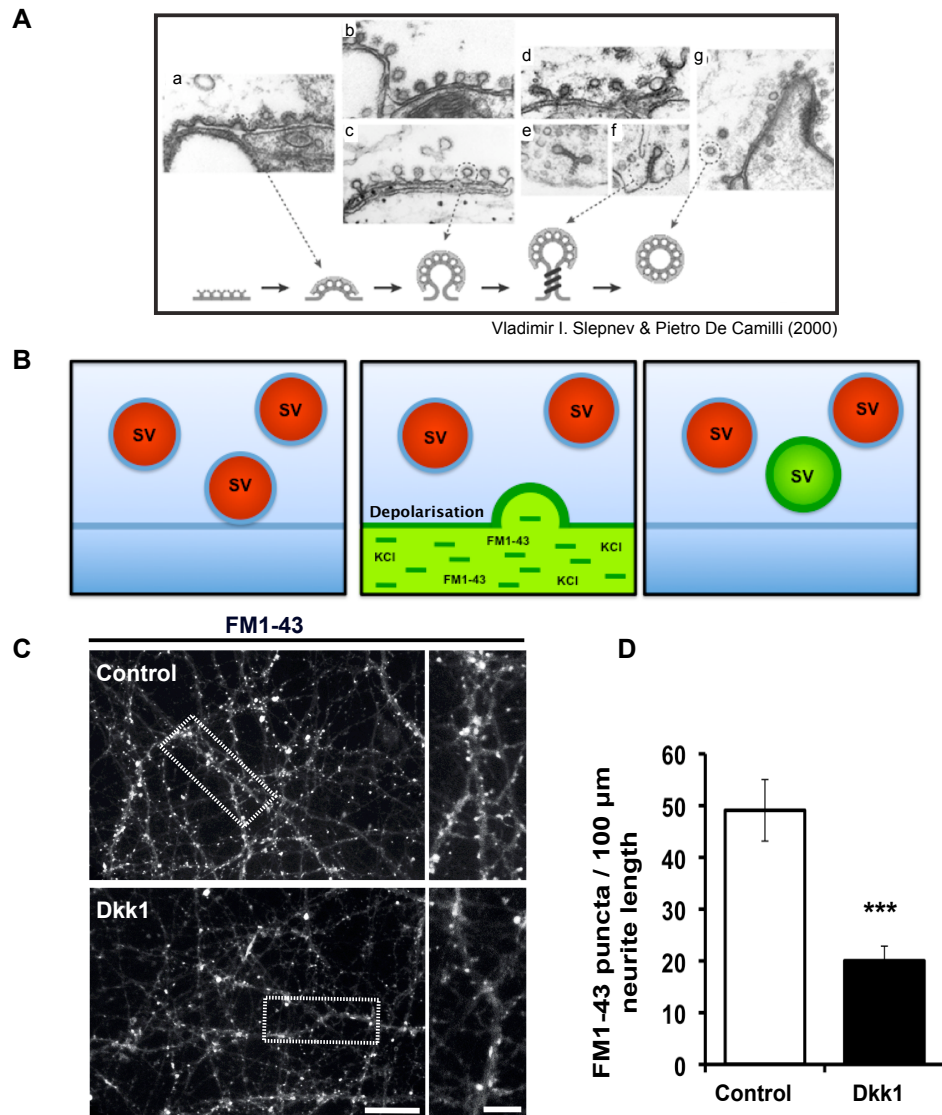 A
a
b
c
d
e
f
g
Vladimir I. Slepnev & Pietro De Camilli (2000)
B
SV
SV
SV
SV
SV
Depolarisation
FM1-43
KCl
KCl
FM1-43
KCl
SV
SV
SV
FM1-43
C
Control
Dkk1
D
FM1-43 puncta / 100 µm
neurite length
60
50
40
30
20
10
0
***
Control
Dkk1